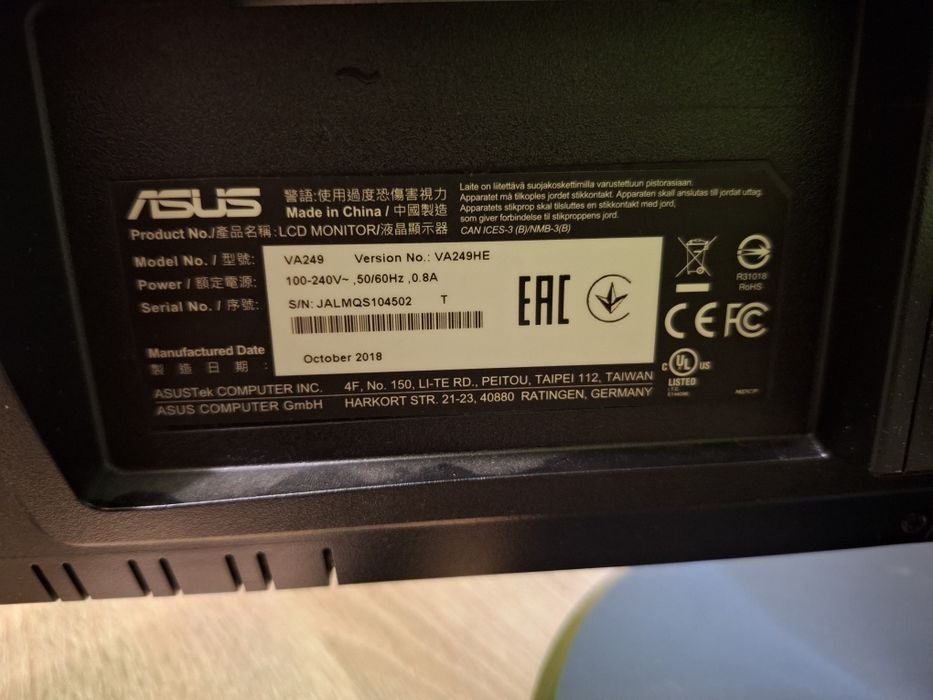 ASUS
警語:使用過度恐傷害視力
Made in China / 中國製造
Product No./產品名稱:LCD MONITOR/液晶顯示器
Laite on liitettävä suojakoskettimilla varustettuun pistorasiaan.
Apparatet må tilkoples jordet stikkontakt. Apparaten skall anslutas till jordat uttag.
Apparatets stikprop skal tilsluttes en stikkontakt med jord,
som giver forbindelse til stikproppens jord.
CAN ICES-3 (B)/NMB-3(B)
Model No. / 型號: VA249 Version No.: VA249HE
Power / 額定電源: 100-240V~ ,50/60Hz ,0.8A
Serial No. / 序號: S/N: JALMQS104502 T
EAC
R31018
RoHS
CE FC
Manufactured Date
製造日期: October 2018
C UL US
LISTED
I.T.E.
ASUSTek COMPUTER INC. 4F, No. 150, LI-TE RD., PEITOU, TAIPEI 112, TAIWAN
ASUS COMPUTER GmbH HARKORT STR. 21-23, 40880 RATINGEN, GERMANY